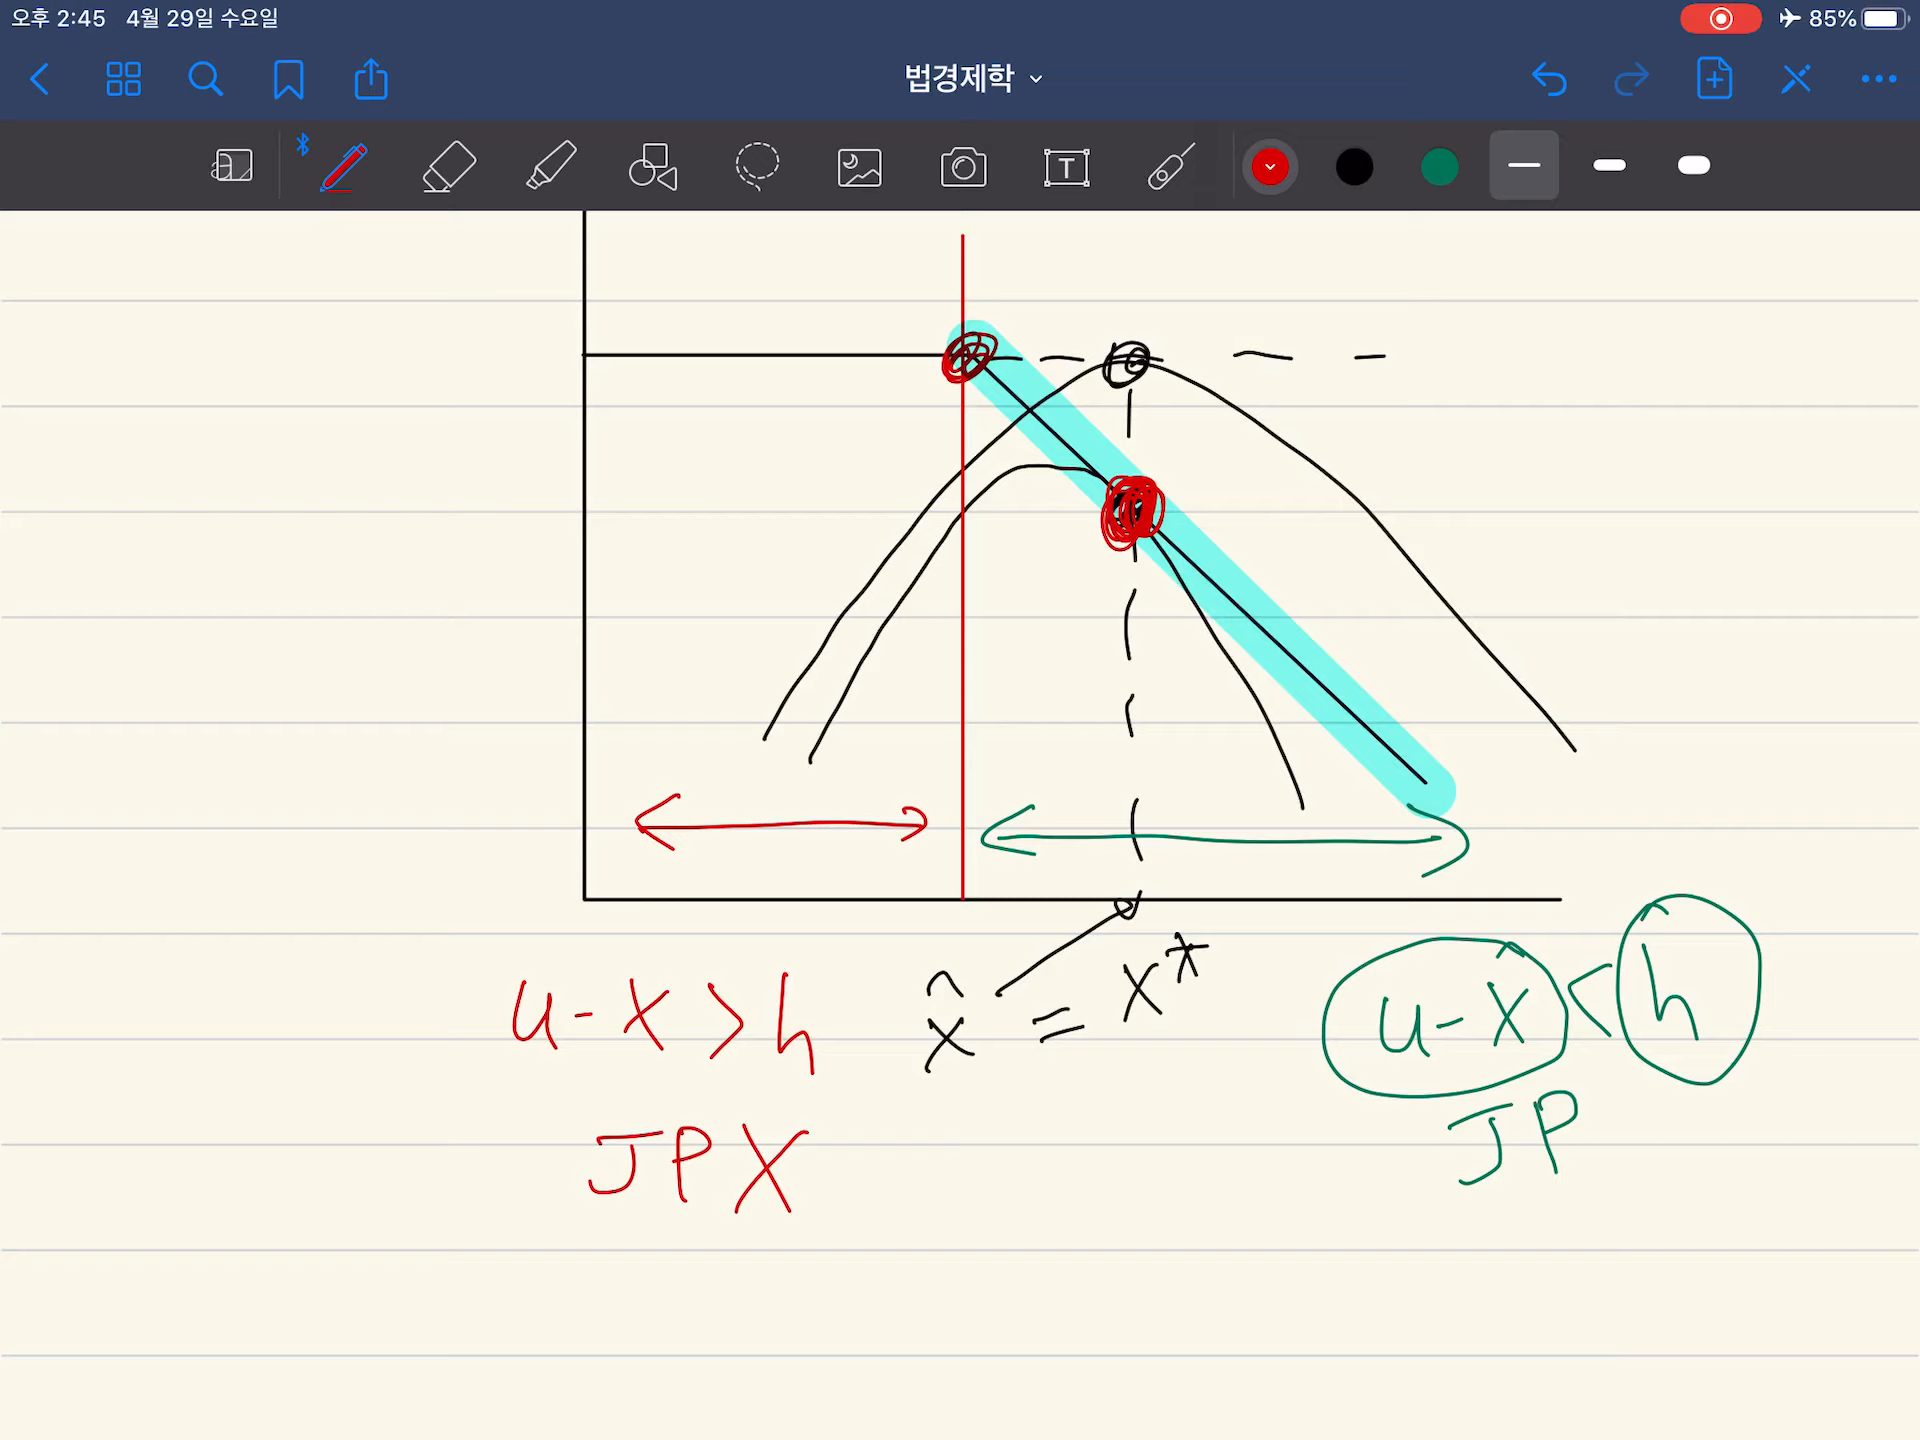 오후 2:45 4월 29일 수요일
85%
법경제학
T
u - x > h
x̂ = x*
u - x < h
JPX
JP